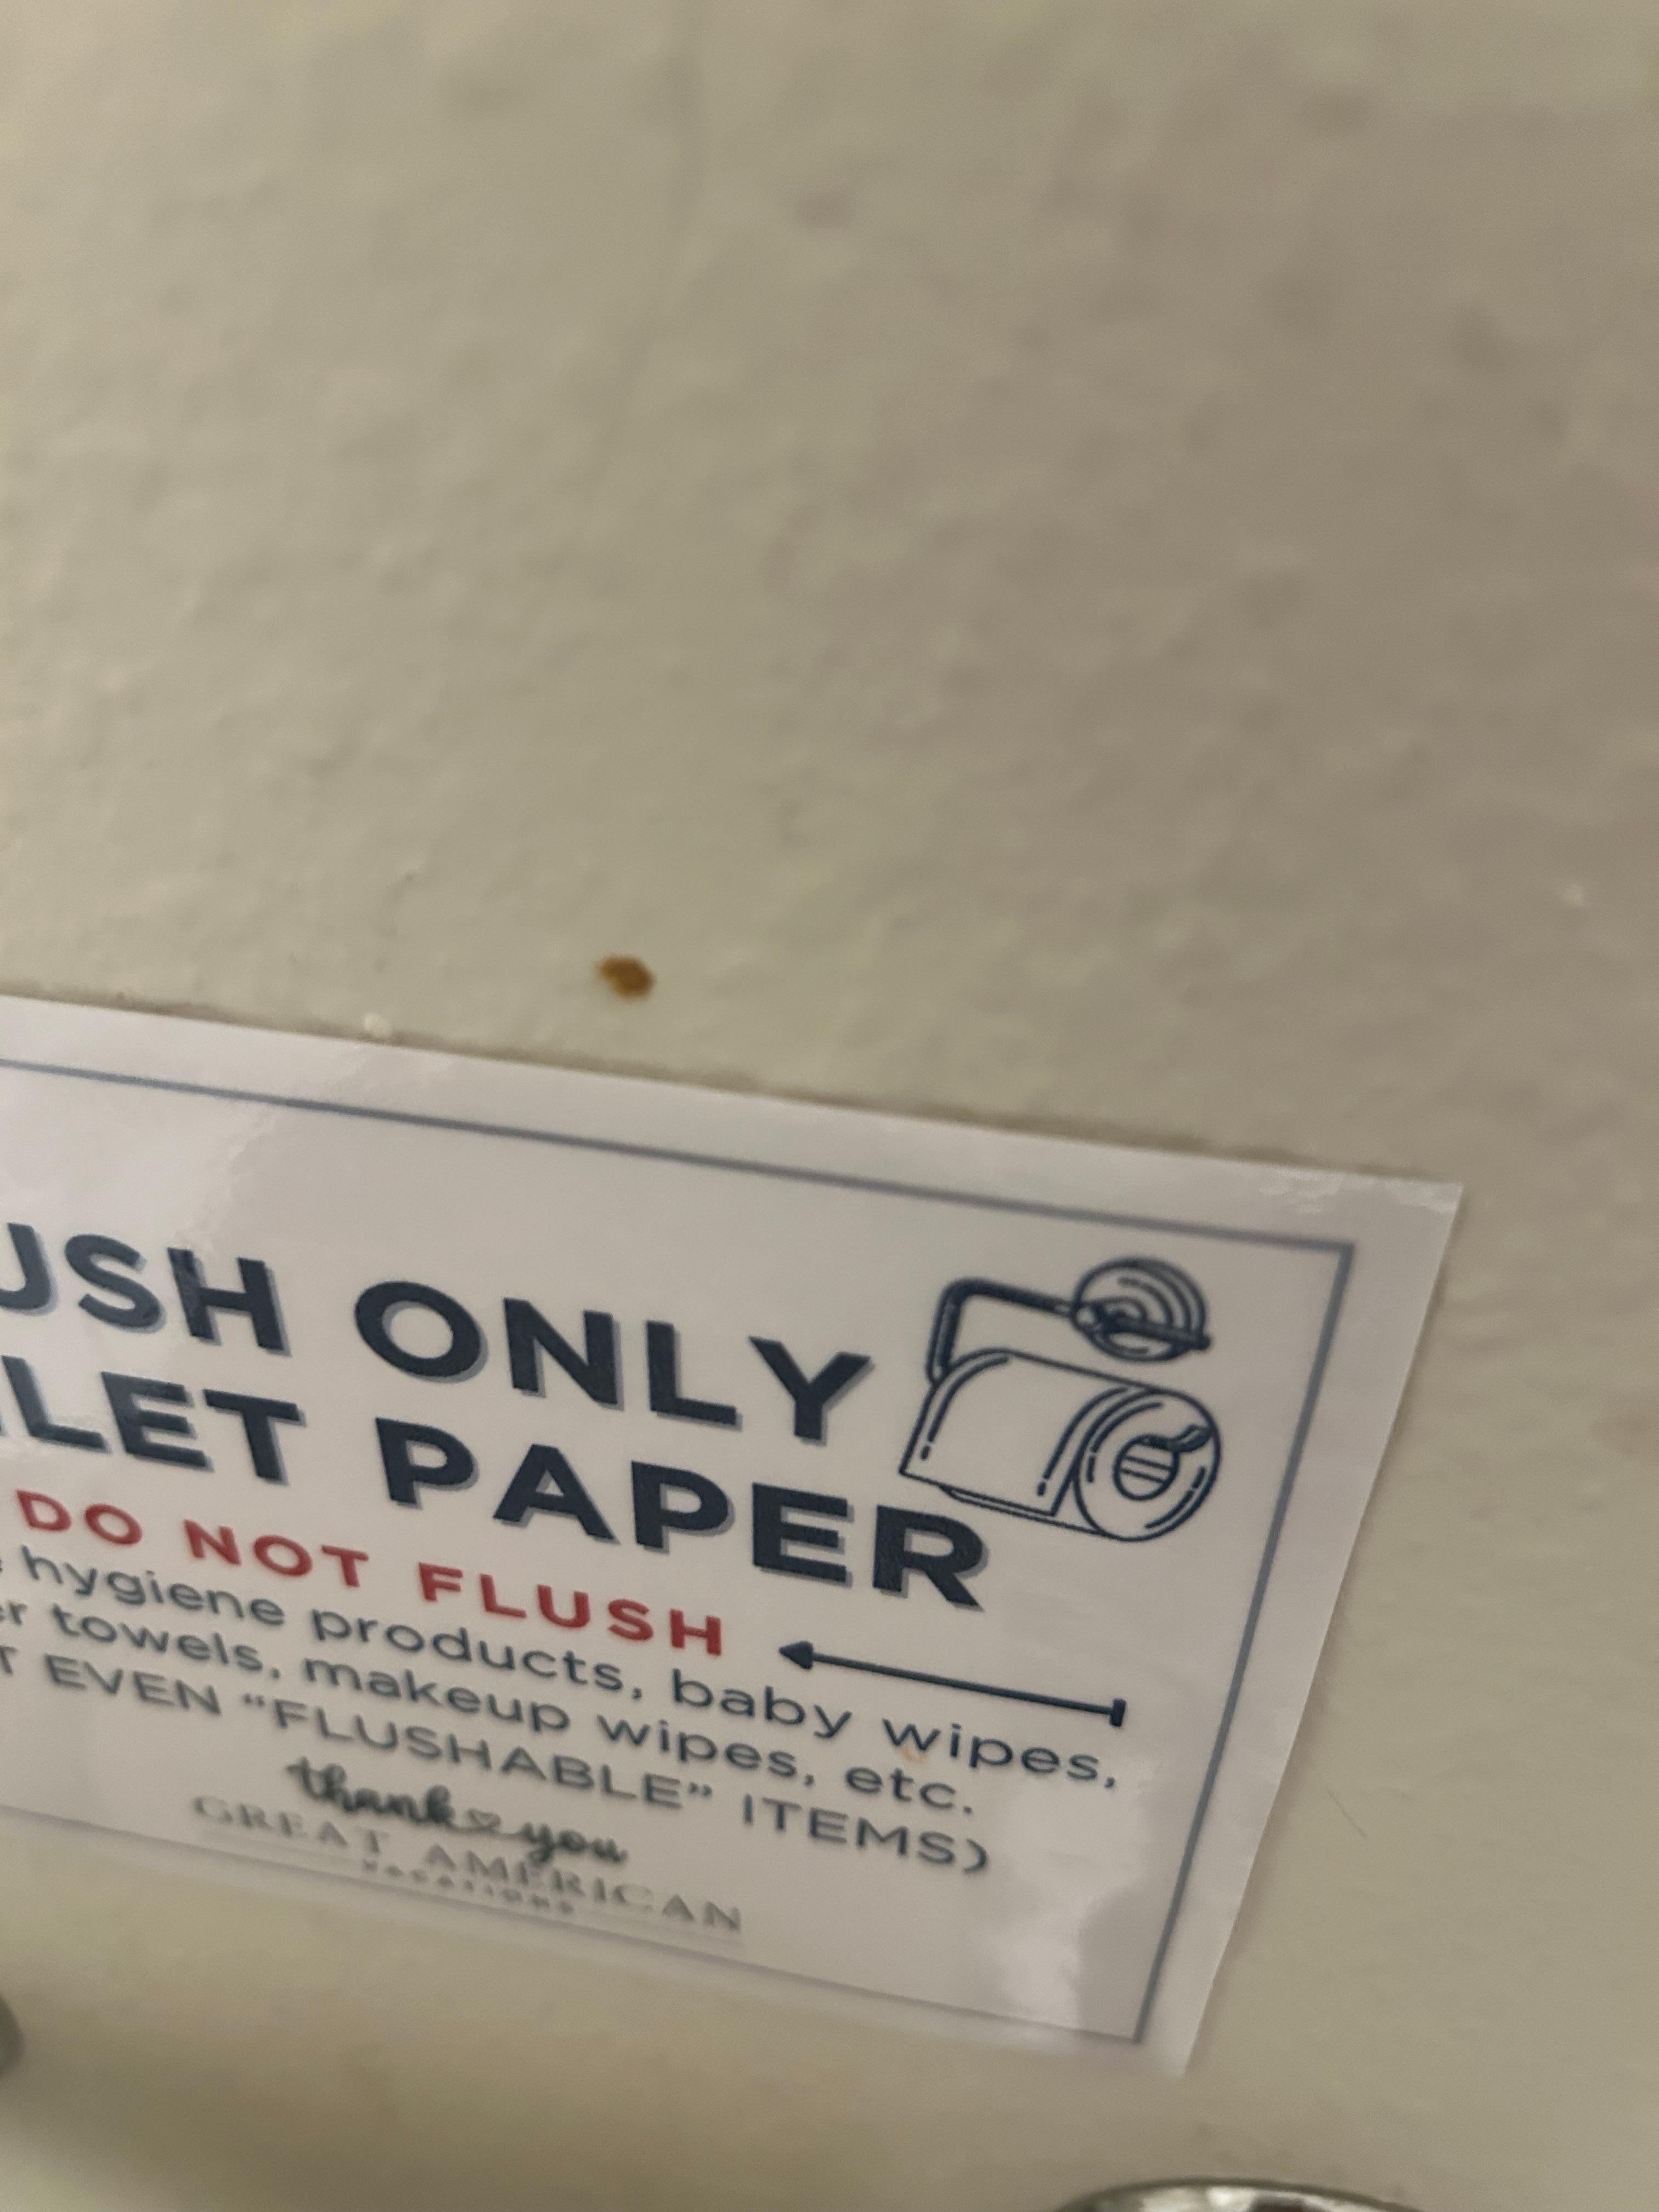 USH ONLY
LET PAPER
DO NOT FLUSH
hygiene products, baby wipes,
towels, makeup wipes, etc.
EVEN “FLUSHABLE” ITEMS)
thank you
GREAT AMERICAN
VACATIONS